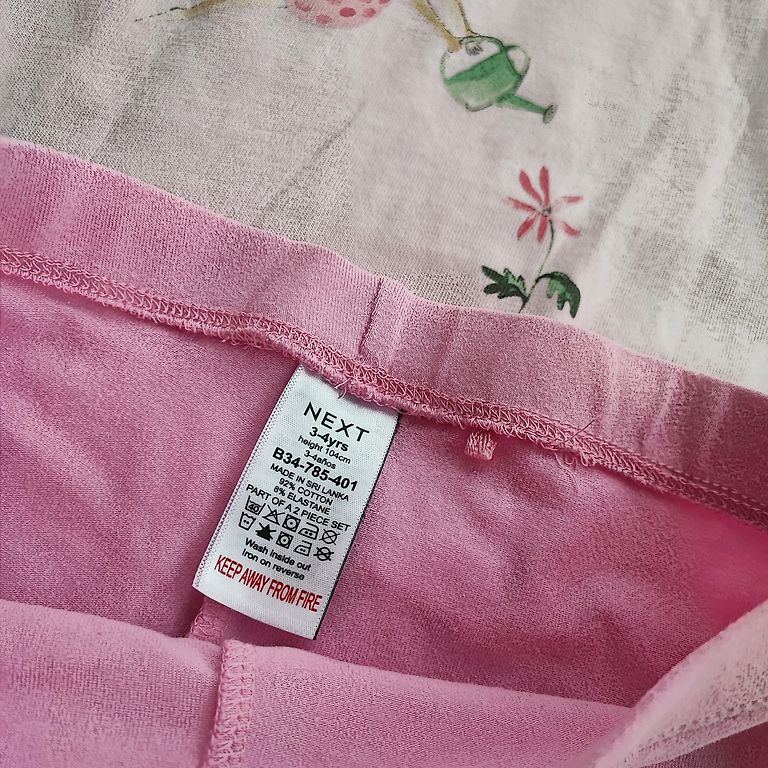 NEXT
3-4yrs
height 104cm
3-4años
B34-785-401
MADE IN SRI LANKA
92% COTTON
8% ELASTANE
PART OF A 2 PIECE SET
40
Wash inside out
Iron on reverse
KEEP AWAY FROM FIRE